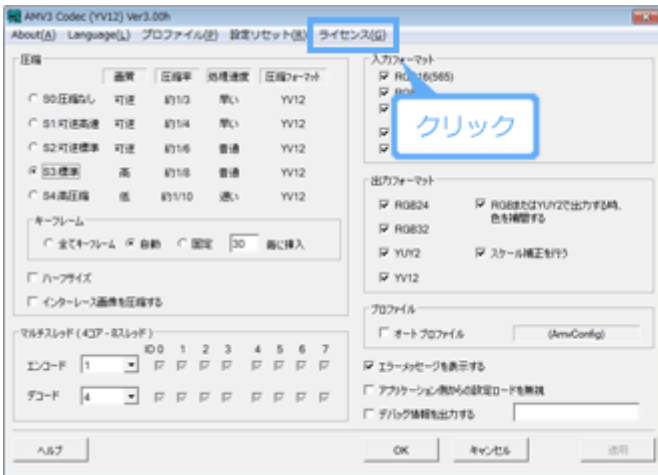 AMV3 Codec (YV12) Ver3.00h
About(A) Language(L) プロファイル(P) 設定リセット(R) ライセンス(G)
圧縮
画質 圧縮率 処理速度 圧縮フォーマット
S0:圧縮なし 可逆 約1/3 早い YV12
S1:可逆高速 可逆 約1/4 早い YV12
S2:可逆標準 可逆 約1/6 普通 YV12
S3:標準 高 約1/8 普通 YV12
S4:高圧縮 低 約1/10 遅い YV12
キーフレーム
全てキーフレーム 自動 固定 30 毎に挿入
ハーフサイズ
インターレース画像を圧縮する
マルチスレッド (4コア - 8スレッド)
ID 0 1 2 3 4 5 6 7
エンコード 1
デコード 4
ヘルプ
入力フォーマット
RGB16(565)
クリック
出力フォーマット
RGB24
RGB32
YUY2
YV12
RGBまたはYUY2で出力する時、
色を補間する
スケール補正を行う
プロファイル
オートプロファイル (AmvConfig)
エラーメッセージを表示する
アプリケーション側からの設定ロードを無視
デバッグ情報を出力する
OK キャンセル 適用